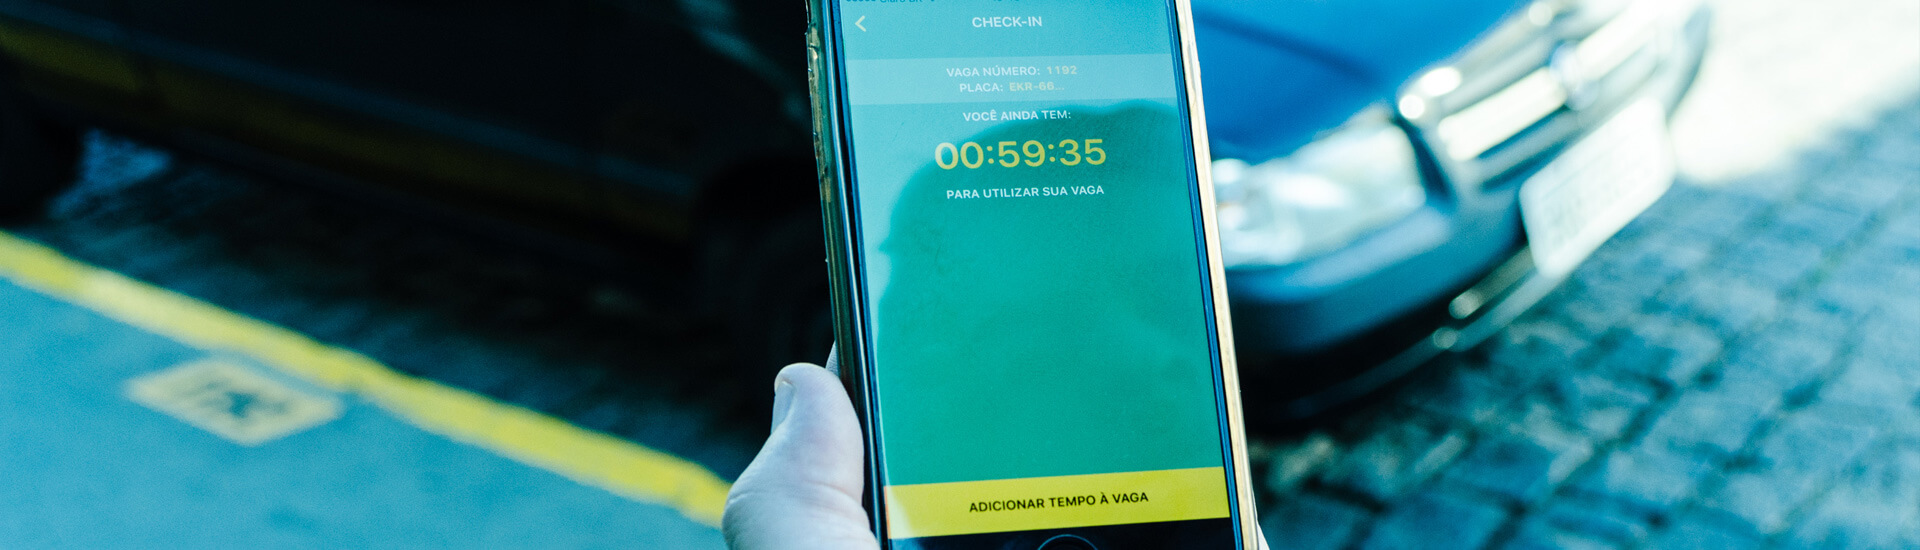 CHECK-IN
VAGA NÚMERO: 1192
PLACA: EKR-66...
VOCÊ AINDA TEM:
00:59:35
PARA UTILIZAR SUA VAGA
ADICIONAR TEMPO À VAGA